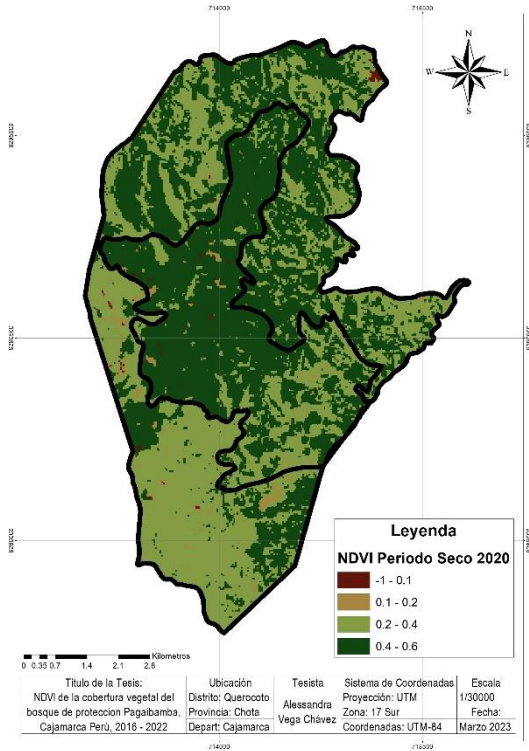 714000
N
W
E
S
Leyenda
NDVI Periodo Seco 2020
-1 - 0.1
0.1 - 0.2
0.2 - 0.4
0.4 - 0.6
Kilometros
0 0.35 0.7 1.4 2.1 2.8
Titulo de la Tesis:
NDVI de la cobertura vegetal del
bosque de proteccion Pagaibamba,
Cajamarca Perú, 2016 - 2022
Ubicación
Distrito: Querocoto
Provincia: Chota
Depart: Cajamarca
Tesista
Alessandra
Vega Chávez
Sistema de Coordenadas
Proyección: UTM
Zona: 17 Sur
Coordenadas: UTM-84
Escala
1/30000
Marzo 2023
714000